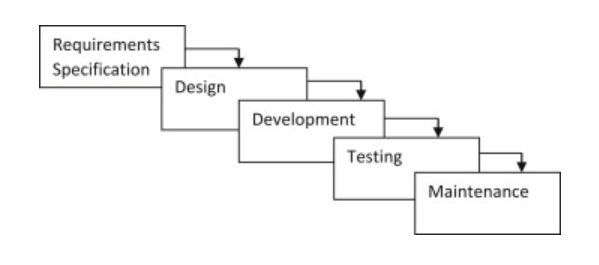 Requirements
Specification
Design
Development
Testing
Maintenance